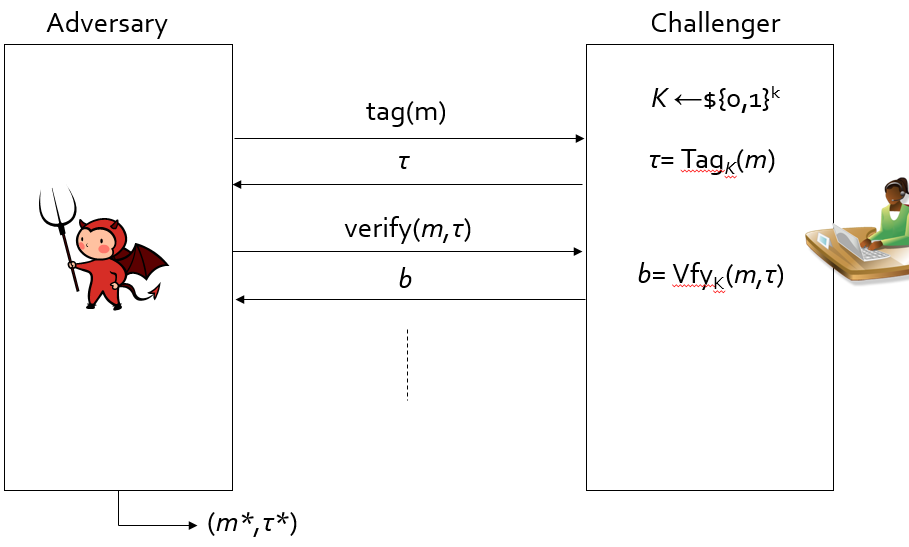 Adversary
Challenger
K ←${0,1}ᵏ
tag(m)
τ
τ= Tag_K(m)
verify(m,τ)
b
b= Vfy_K(m,τ)
(m*,τ*)